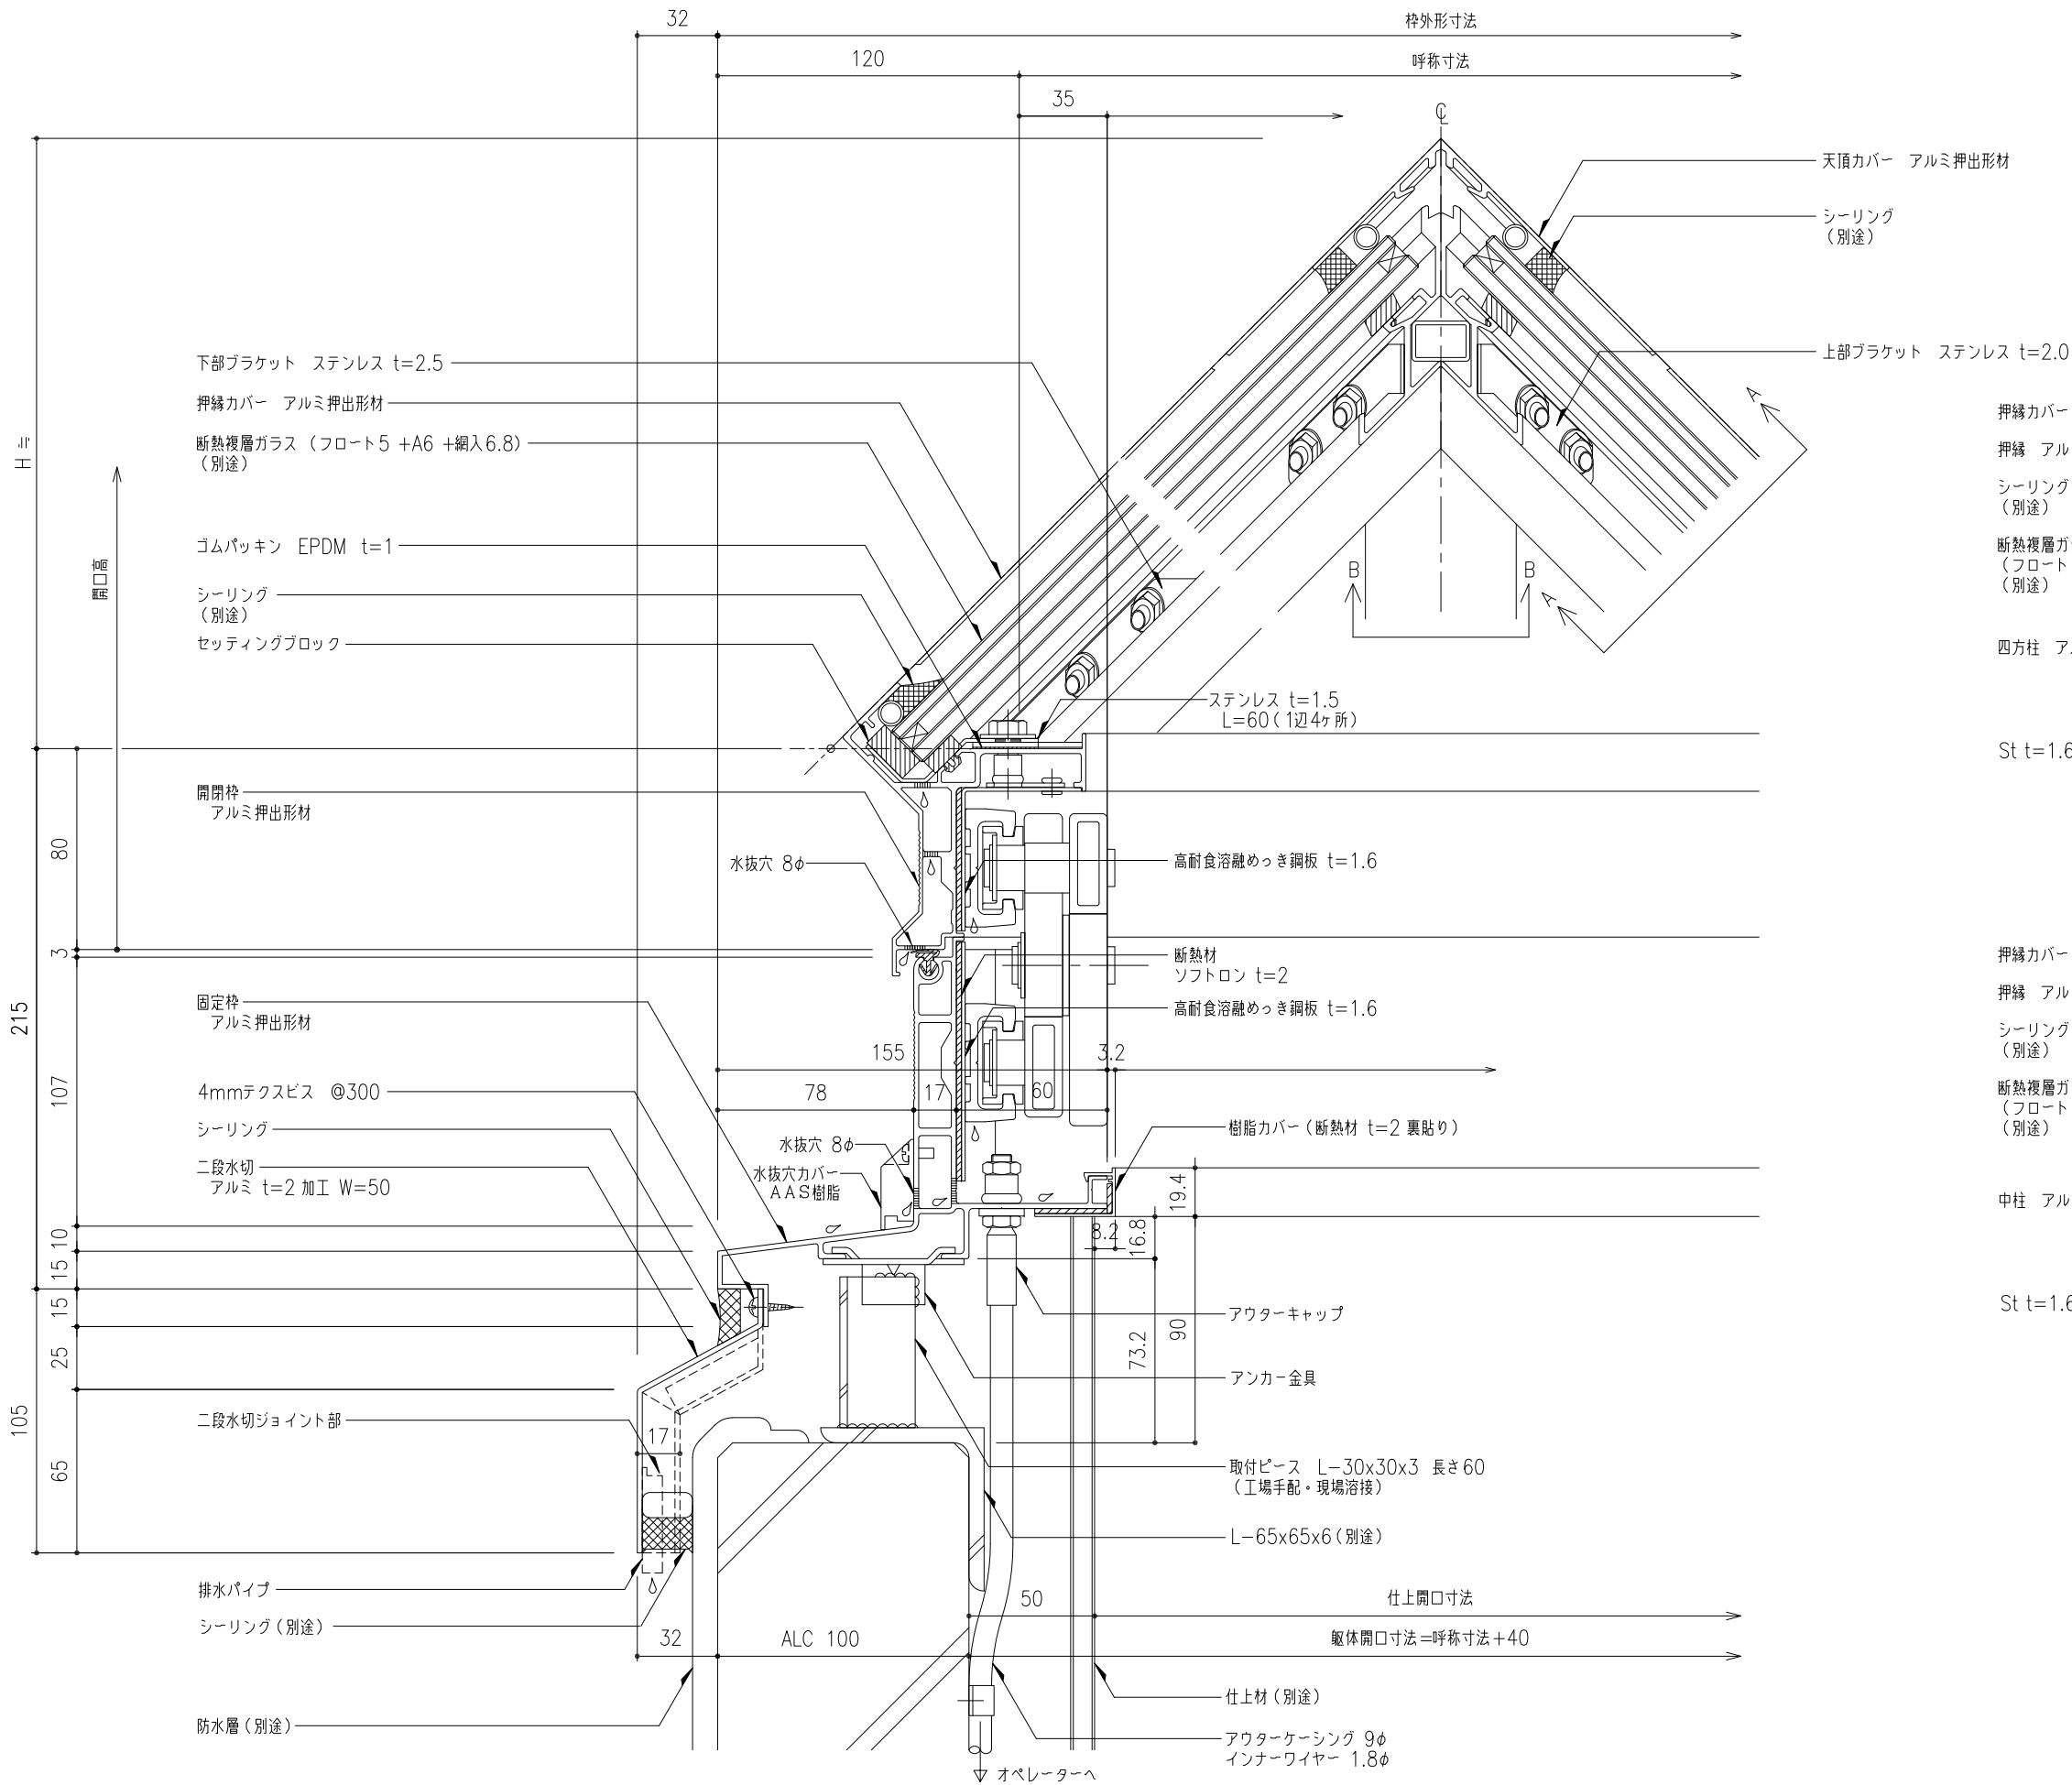 32
枠外形寸法
120
呼称寸法
35
℄
天頂カバー　アルミ押出形材
シーリング
（別途）
上部ブラケット　ステンレス t=2.0
下部ブラケット　ステンレス t=2.5
押縁カバー　アルミ押出形材
断熱複層ガラス（フロート5 +A6 +網入6.8）
（別途）
ゴムパッキン　EPDM　t=1
シーリング
（別途）
セッティングブロック
H≒
開口高
A
A
B
B
ステンレス t=1.5
L=60（1辺4ヶ所）
開閉枠
アルミ押出形材
水抜穴 8φ
高耐食溶融めっき鋼板 t=1.6
断熱材
ソフトロン t=2
高耐食溶融めっき鋼板 t=1.6
固定枠
アルミ押出形材
80
3
215
107
10
15
15
25
105
65
155
3.2
78
17
60
4mmテクスビス　@300
シーリング
二段水切
アルミ t=2 加工 W=50
水抜穴 8φ
水抜穴カバー
AAS樹脂
樹脂カバー（断熱材 t=2 裏貼り）
19.4
16.8
8.2
73.2
90
アウターキャップ
アンカー金具
二段水切ジョイント部
17
取付ピース　L-30x30x3　長さ60
（工場手配・現場溶接）
L-65x65x6（別途）
排水パイプ
シーリング（別途）
50
仕上開口寸法
32
ALC 100
躯体開口寸法=呼称寸法+40
仕上材（別途）
防水層（別途）
アウターケーシング 9φ
インナーワイヤー 1.8φ
オペレーターへ
押縁カバー
押縁　アル
シーリング
（別途）
断熱複層ガ
（フロート
（別途）
四方柱　ア
St t=1.6
押縁カバー
押縁　アル
シーリング
（別途）
断熱複層ガ
（フロート
（別途）
中柱　アル
St t=1.6